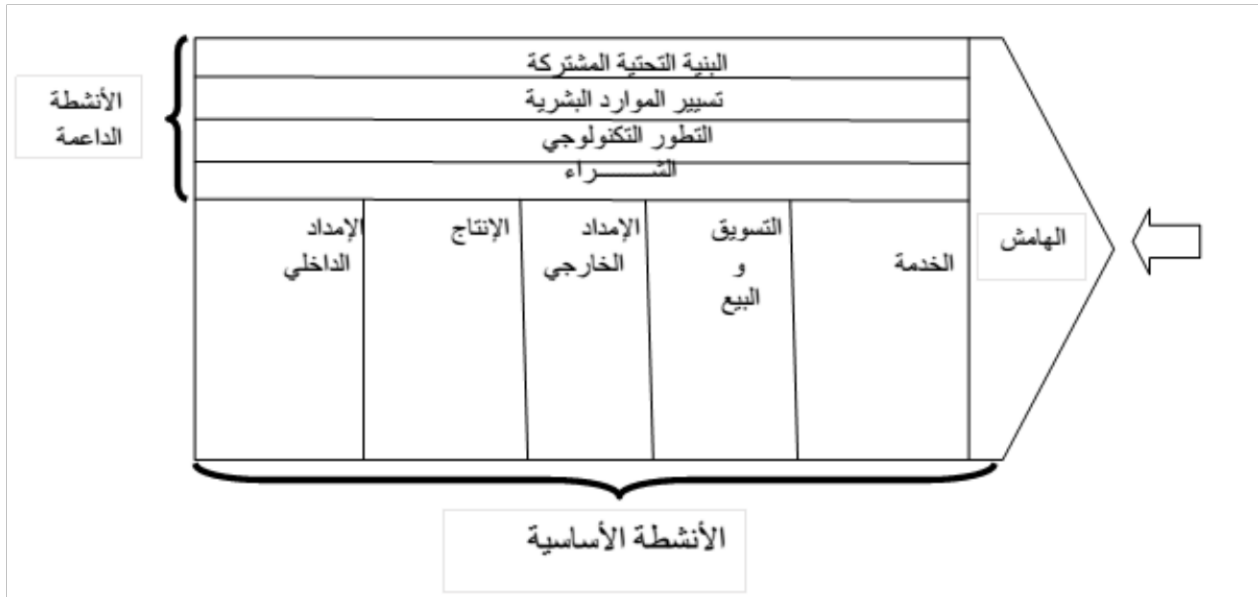 البنية التحتية المشتركة
تسيير الموارد البشرية
التطور التكنولوجي
الشـــــــراء
الأنشطة
الداعمة
الإمداد
الداخلي
الإنتاج
الإمداد
الخارجي
التسويق
و
البيع
الخدمة
الهامش
الأنشطة الأساسية